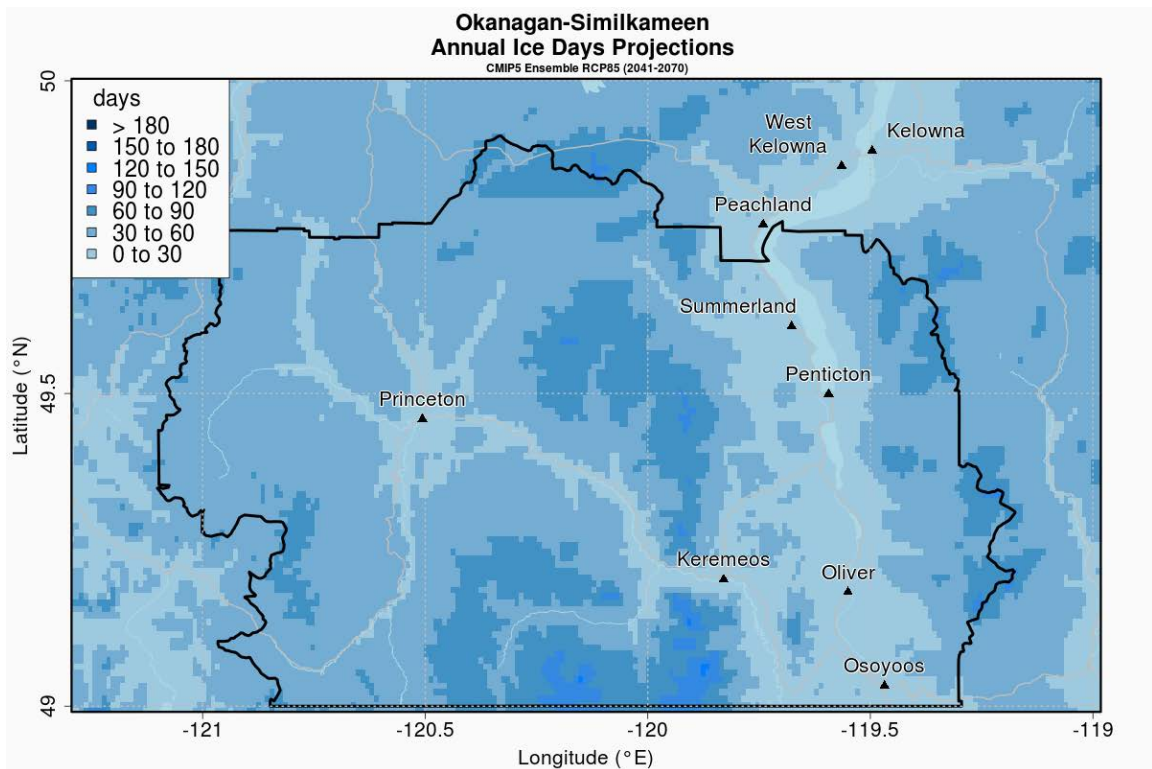 Okanagan-Similkameen
Annual Ice Days Projections
CMIP5 Ensemble RCP85 (2041-2070)
days
> 180
150 to 180
120 to 150
90 to 120
60 to 90
30 to 60
0 to 30
West
Kelowna
Kelowna
Peachland
Summerland
Penticton
Princeton
Keremeos
Oliver
Osoyoos
50
49.5
49
Latitude (°N)
-121
-120.5
-120
-119.5
-119
Longitude (°E)